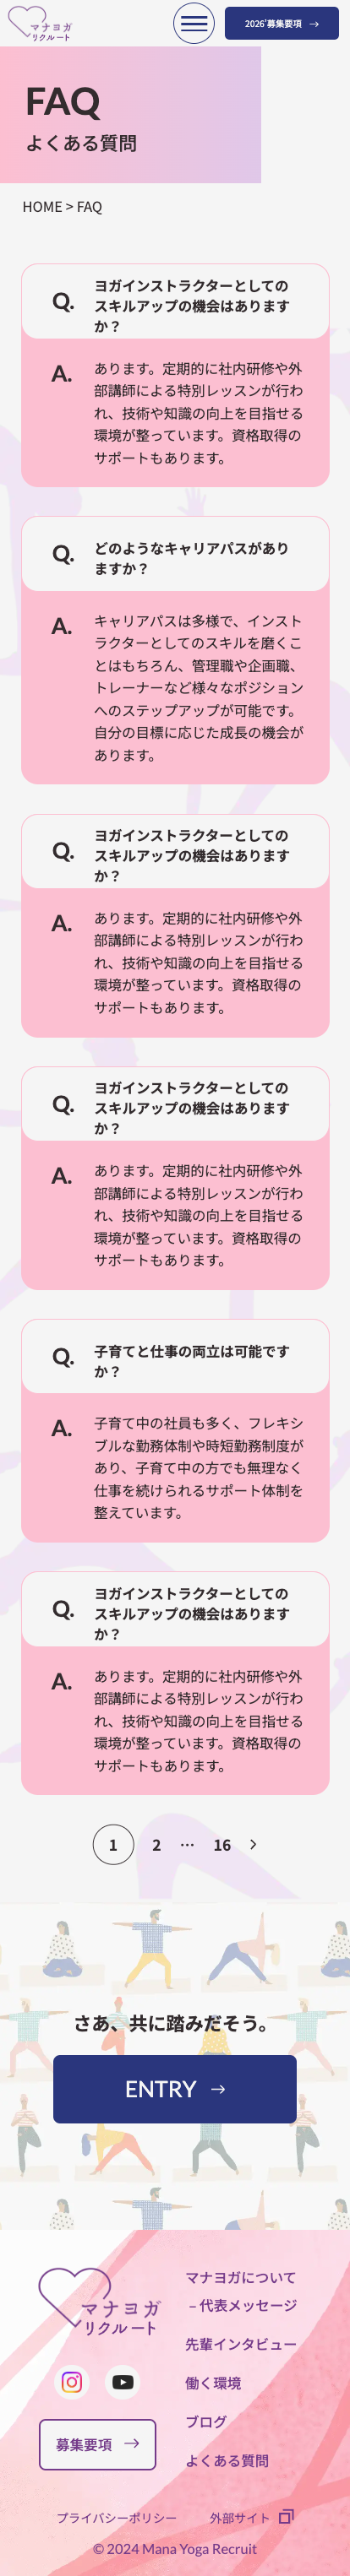 マナヨガ
リクルート
2026'募集要項 →
FAQ
よくある質問
HOME > FAQ
Q.
ヨガインストラクターとしての
スキルアップの機会はあります
か？
A.
あります。定期的に社内研修や外
部講師による特別レッスンが行わ
れ、技術や知識の向上を目指せる
環境が整っています。資格取得の
サポートもあります。
Q.
どのようなキャリアパスがあり
ますか？
A.
キャリアパスは多様で、インスト
ラクターとしてのスキルを磨くこ
とはもちろん、管理職や企画職、
トレーナーなど様々なポジション
へのステップアップが可能です。
自分の目標に応じた成長の機会が
あります。
Q.
ヨガインストラクターとしての
スキルアップの機会はあります
か？
A.
あります。定期的に社内研修や外
部講師による特別レッスンが行わ
れ、技術や知識の向上を目指せる
環境が整っています。資格取得の
サポートもあります。
Q.
ヨガインストラクターとしての
スキルアップの機会はあります
か？
A.
あります。定期的に社内研修や外
部講師による特別レッスンが行わ
れ、技術や知識の向上を目指せる
環境が整っています。資格取得の
サポートもあります。
Q.
子育てと仕事の両立は可能です
か？
A.
子育て中の社員も多く、フレキシ
ブルな勤務体制や時短勤務制度が
あり、子育て中の方でも無理なく
仕事を続けられるサポート体制を
整えています。
Q.
ヨガインストラクターとしての
スキルアップの機会はあります
か？
A.
あります。定期的に社内研修や外
部講師による特別レッスンが行わ
れ、技術や知識の向上を目指せる
環境が整っています。資格取得の
サポートもあります。
1 2 … 16 >
さあ、共に踏みだそう。
ENTRY →
マナヨガ
リクルート
募集要項 →
マナヨガについて
– 代表メッセージ
先輩インタビュー
働く環境
ブログ
よくある質問
プライバシーポリシー 外部サイト
© 2024 Mana Yoga Recruit